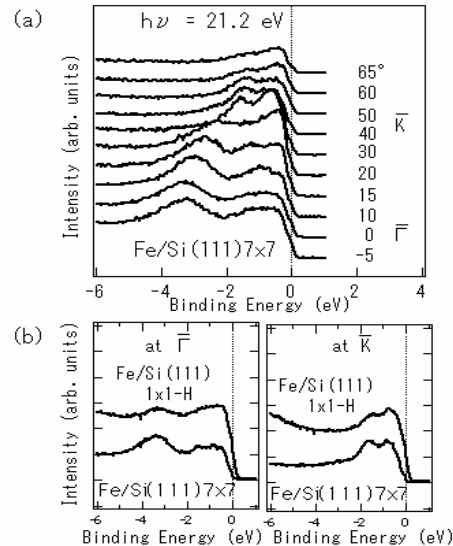 (a)
hν = 21.2 eV
Intensity (arb. units)
65°
60
50
40 K̅
30
20
15
10
0 Γ̅
-5
Fe/Si(111)7x7
-6 -4 -2 0 2 4
Binding Energy (eV)
(b)
Intensity (arb. units)
at Γ̅
Fe/Si(111)
1x1-H
Fe/Si(111)7x7
-6 -4 -2 0
Binding Energy (eV)
at K̅
Fe/Si(111)
1x1-H
Fe/Si(111)7x7
-6 -4 -2 0
Binding Energy (eV)